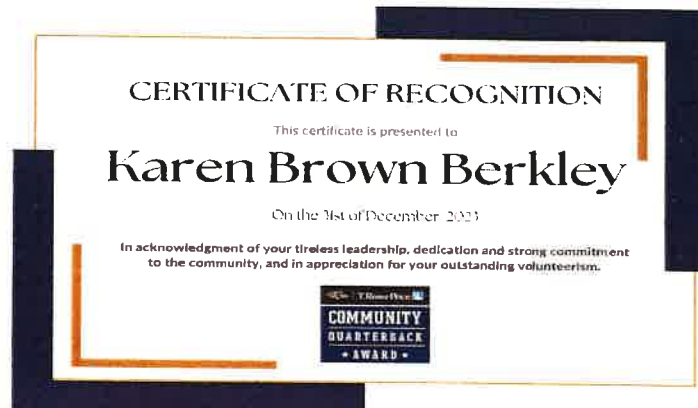 CERTIFICATE OF RECOGNITION
This certificate is presented to
Karen Brown Berkley
On the 31st of December 2023
In acknowledgment of your tireless leadership, dedication and strong commitment
to the community, and in appreciation for your outstanding volunteerism.
T.RowePrice
COMMUNITY
QUARTERBACK
AWARD